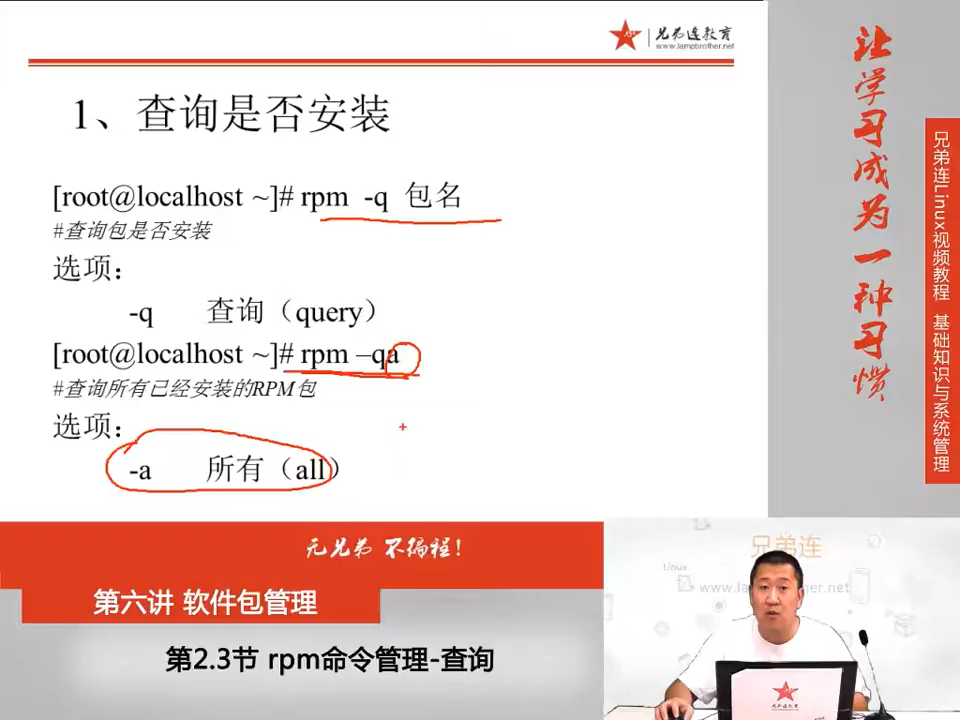 兄弟连教育
www.lampbrother.net
1、查询是否安装
[root@localhost ~]# rpm -q 包名
#查询包是否安装
选项：
-q 查询（query）
[root@localhost ~]# rpm –qa
#查询所有已经安装的RPM包
选项：
-a 所有（all）
让学习成为一种习惯
兄弟连Linux视频教程 基础知识与系统管理
无兄弟 不编程！
第六讲 软件包管理
第2.3节 rpm命令管理-查询
兄弟连
Linux